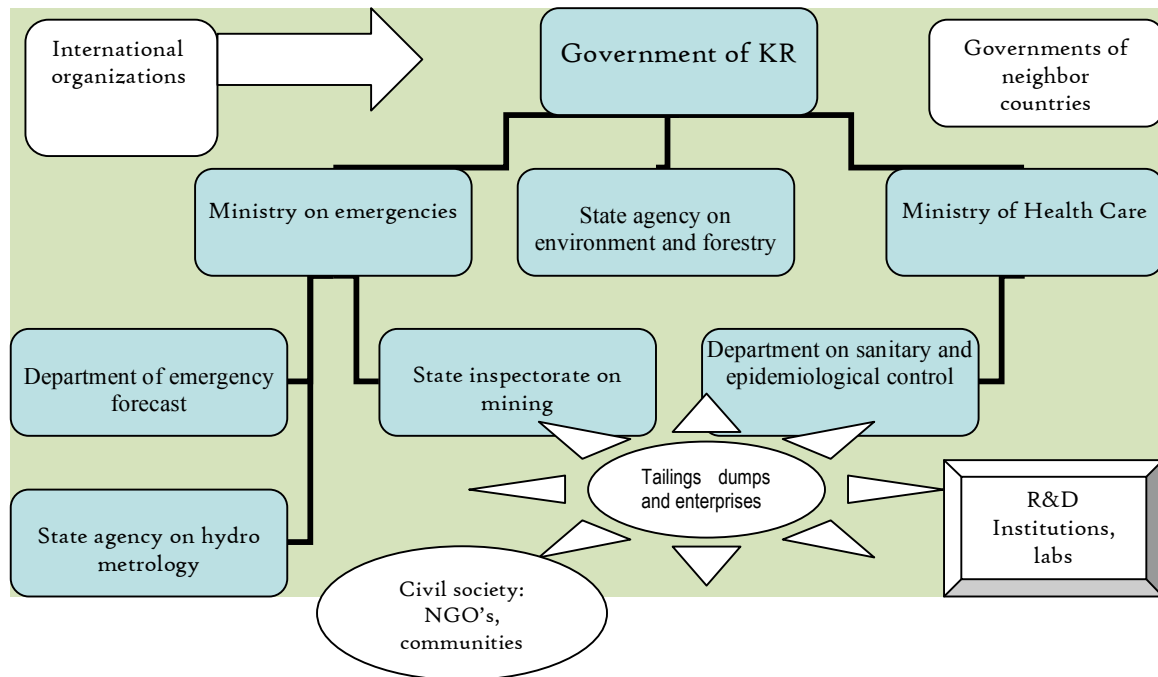 International
organizations
Government of KR
Governments of
neighbor
countries
Ministry on emergencies
State agency on
environment and forestry
Ministry of Health Care
Department of emergency
forecast
State inspectorate on
mining
Department on sanitary and
epidemiological control
Tailings dumps
and enterprises
R&D
Institutions,
labs
State agency on hydro
metrology
Civil society:
NGO's,
communities